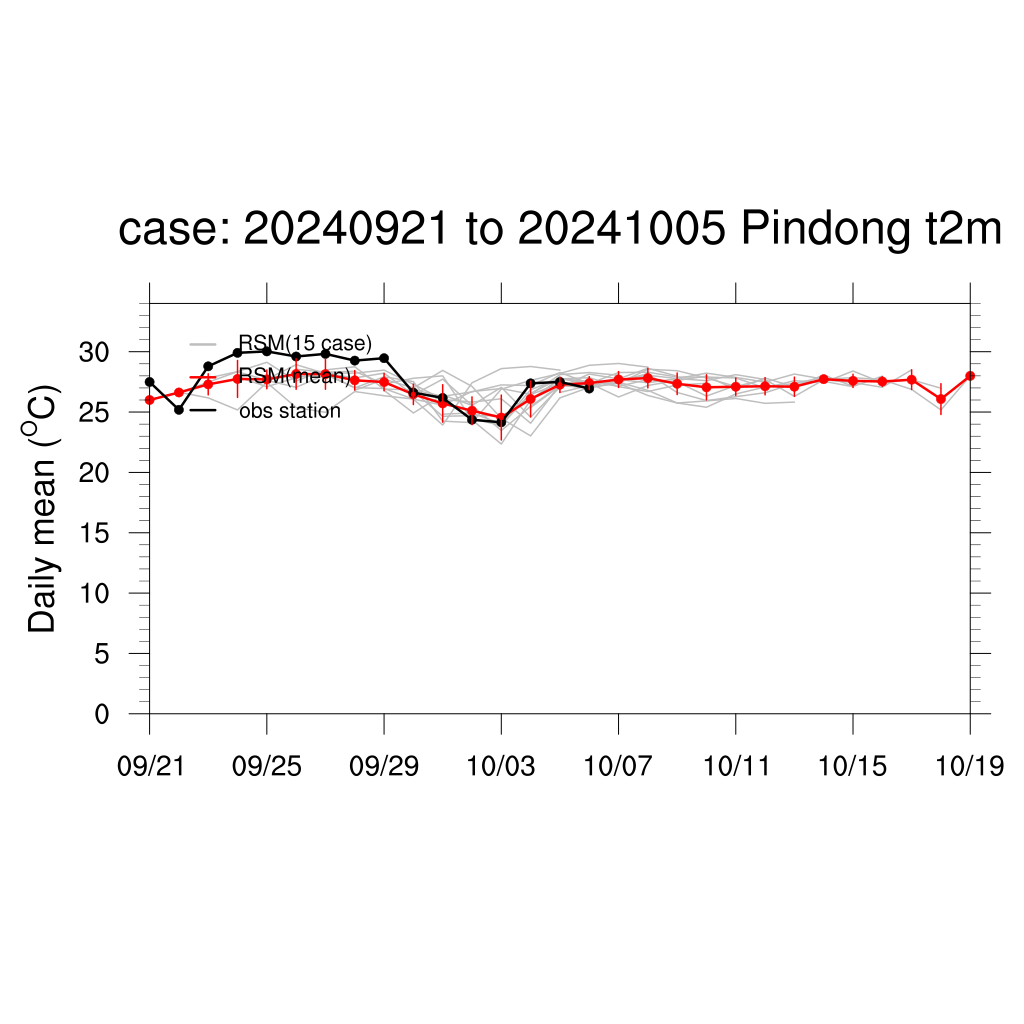 case: 20240921 to 20241005 Pindong t2m
RSM(15 case)
RSM(mean)
obs station
Daily mean (°C)
30
25
20
15
10
5
0
09/21 09/25 09/29 10/03 10/07 10/11 10/15 10/19